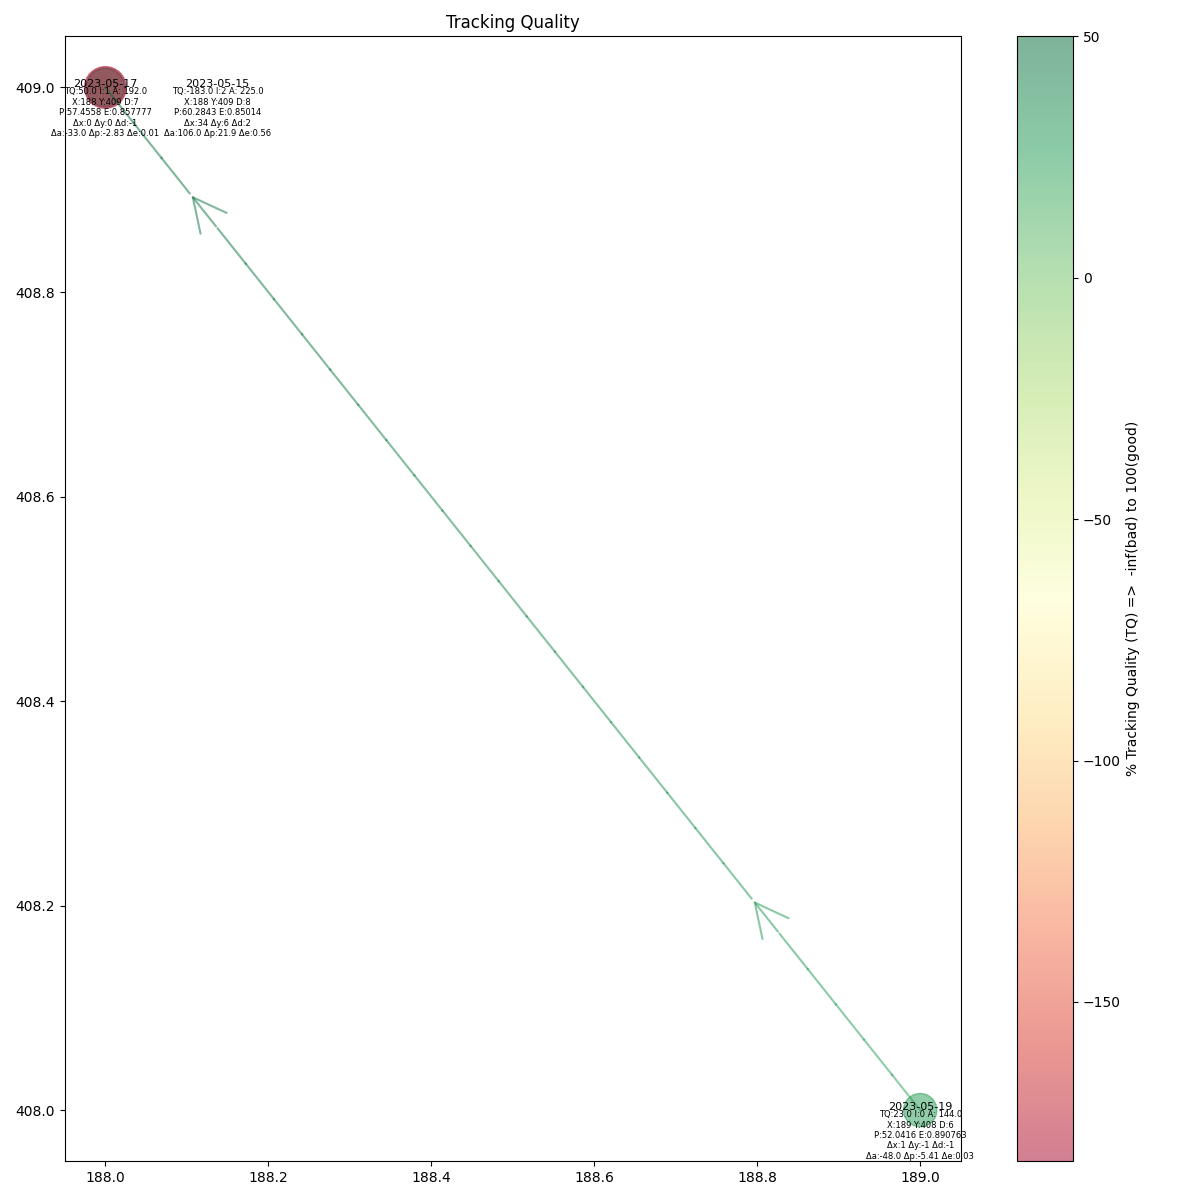 Tracking Quality
409.0
408.8
408.6
408.4
408.2
408.0
2023-05-17
TQ:50.0 I:1 A: 192.0
X:188 Y:409 D:7
P:57.4558 E:0.857777
Δx:0 Δy:0 Δd:-1
Δa:-33.0 Δp:-2.83 Δe:0.01
2023-05-15
TQ:-183.0 I:2 A: 225.0
X:188 Y:409 D:8
P:60.2843 E:0.85014
Δx:34 Δy:6 Δd:2
Δa:106.0 Δp:21.9 Δe:0.56
2023-05-19
TQ:23.0 I:0 A: 144.0
X:189 Y:408 D:6
P:52.0416 E:0.890763
Δx:1 Δy:-1 Δd:-1
Δa:-48.0 Δp:-5.41 Δe:0.03
188.0 188.2 188.4 188.6 188.8 189.0
50
0
−50
−100
−150
% Tracking Quality (TQ) => -inf(bad) to 100(good)